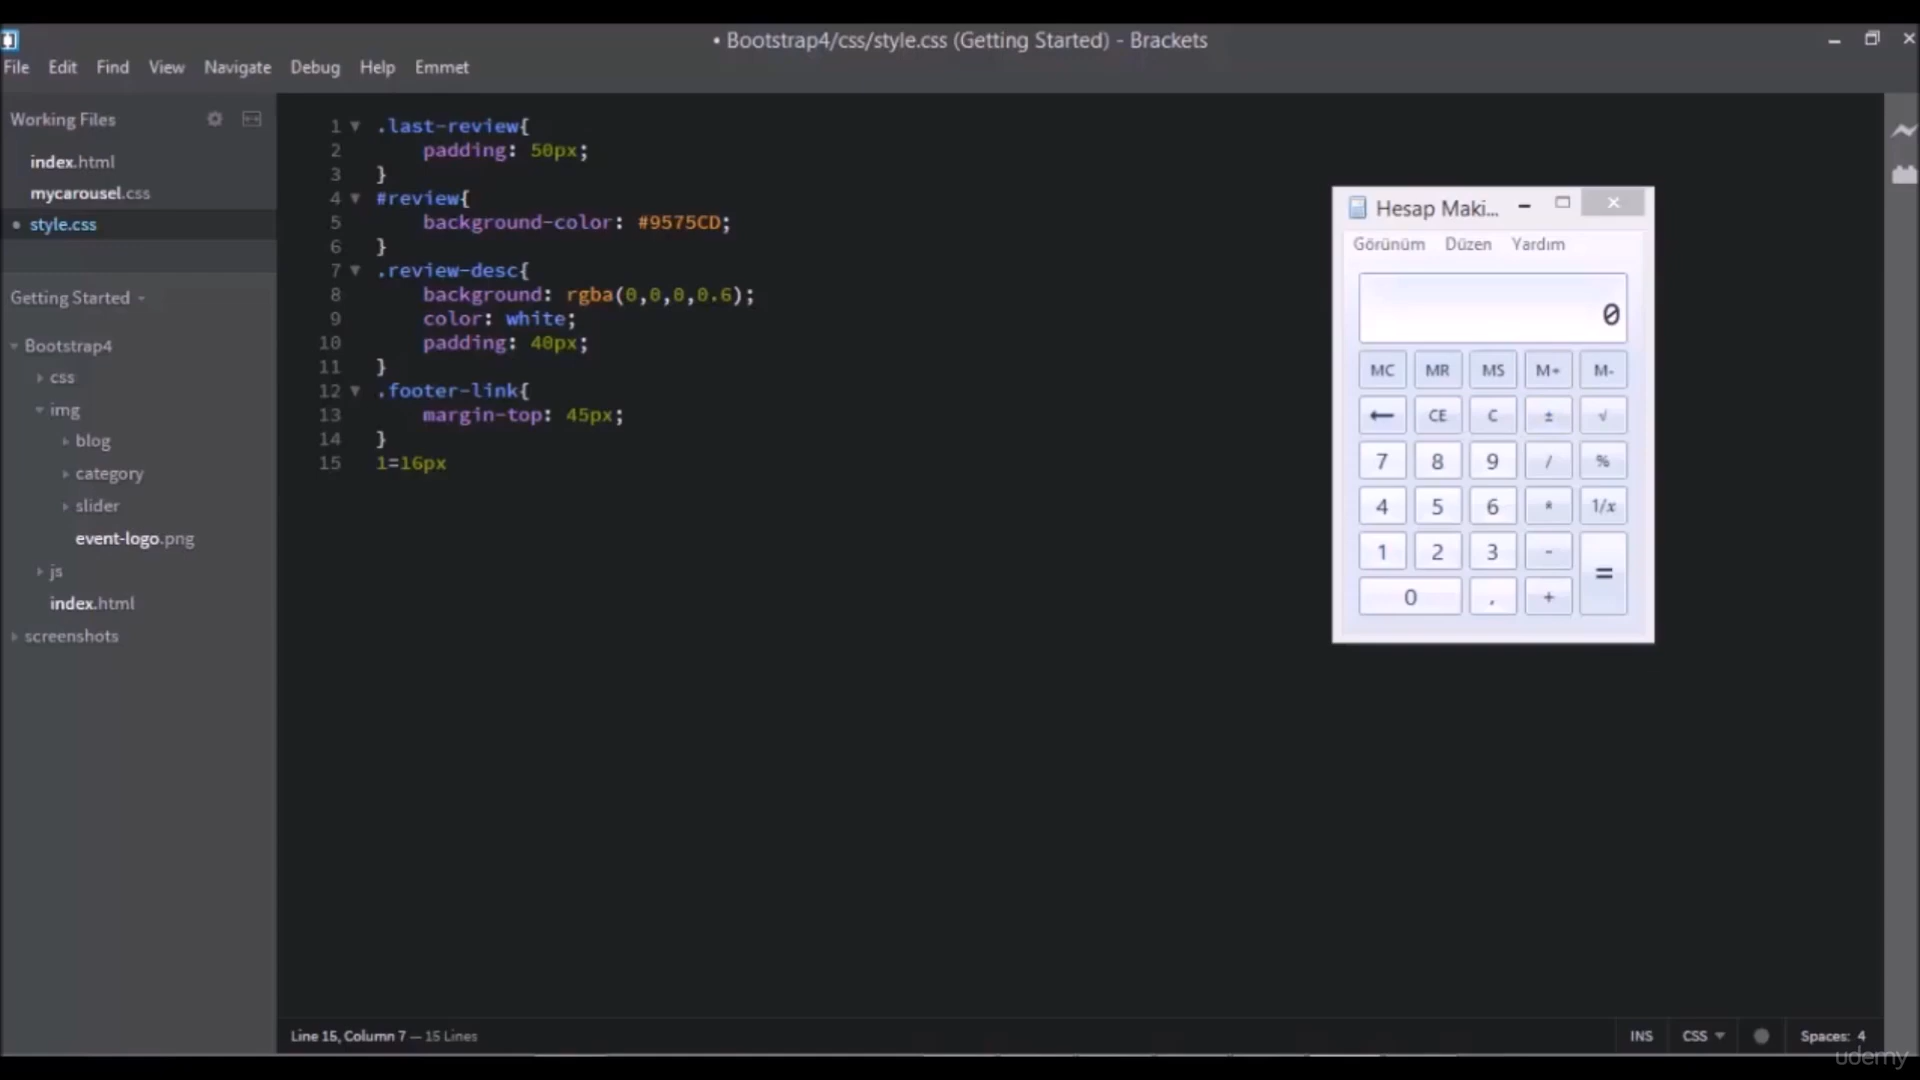 • Bootstrap4/css/style.css (Getting Started) - Brackets
File Edit Find View Navigate Debug Help Emmet
Working Files
index.html
mycarousel.css
• style.css
Getting Started
Bootstrap4
css
img
blog
category
slider
event-logo.png
js
index.html
screenshots
1 .last-review{
2 padding: 50px;
3 }
4 #review{
5 background-color: #9575CD;
6 }
7 .review-desc{
8 background: rgba(0,0,0,0.6);
9 color: white;
10 padding: 40px;
11 }
12 .footer-link{
13 margin-top: 45px;
14 }
15 1=16px
Hesap Maki...
Görünüm Düzen Yardım
0
MC MR MS M+ M-
← CE C ± √
7 8 9 / %
4 5 6 * 1/x
1 2 3 - =
0 , +
Line 15, Column 7 — 15 Lines
INS CSS Spaces: 4
udemy